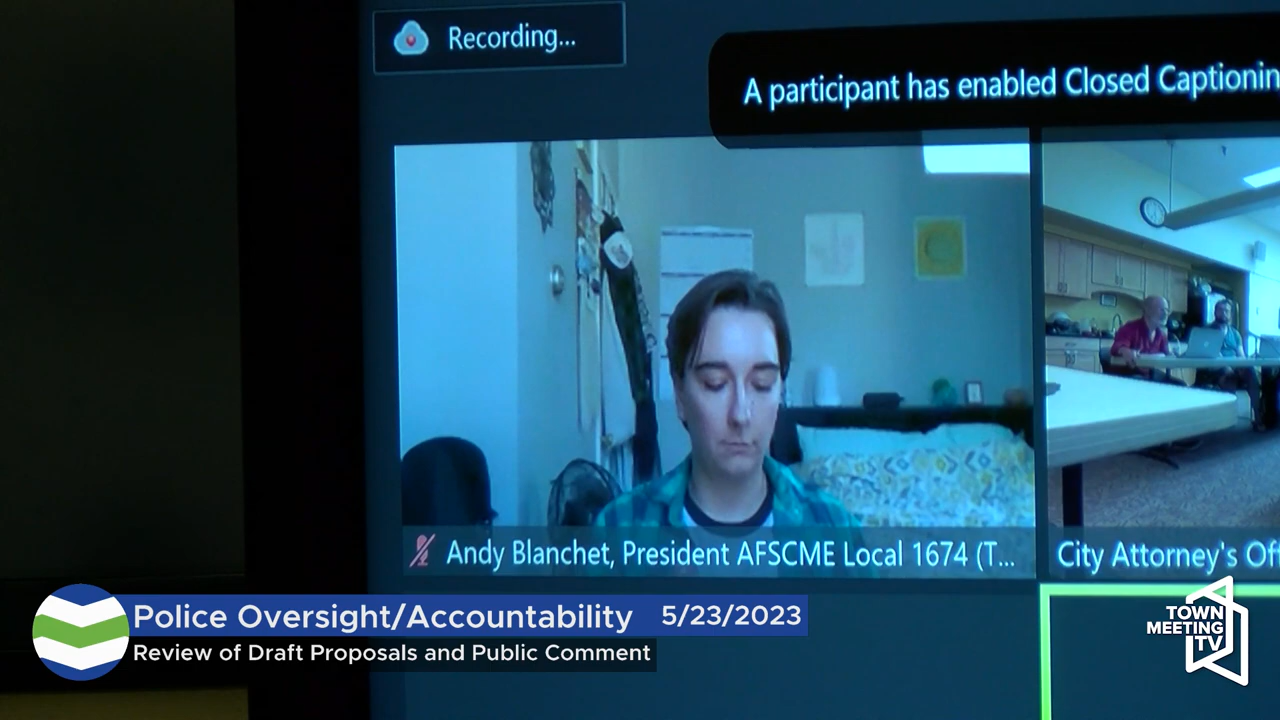 Recording...
A participant has enabled Closed Captionin
Andy Blanchet, President AFSCME Local 1674 (T...
City Attorney's Of
Police Oversight/Accountability 5/23/2023
Review of Draft Proposals and Public Comment
TOWN
MEETING
TV